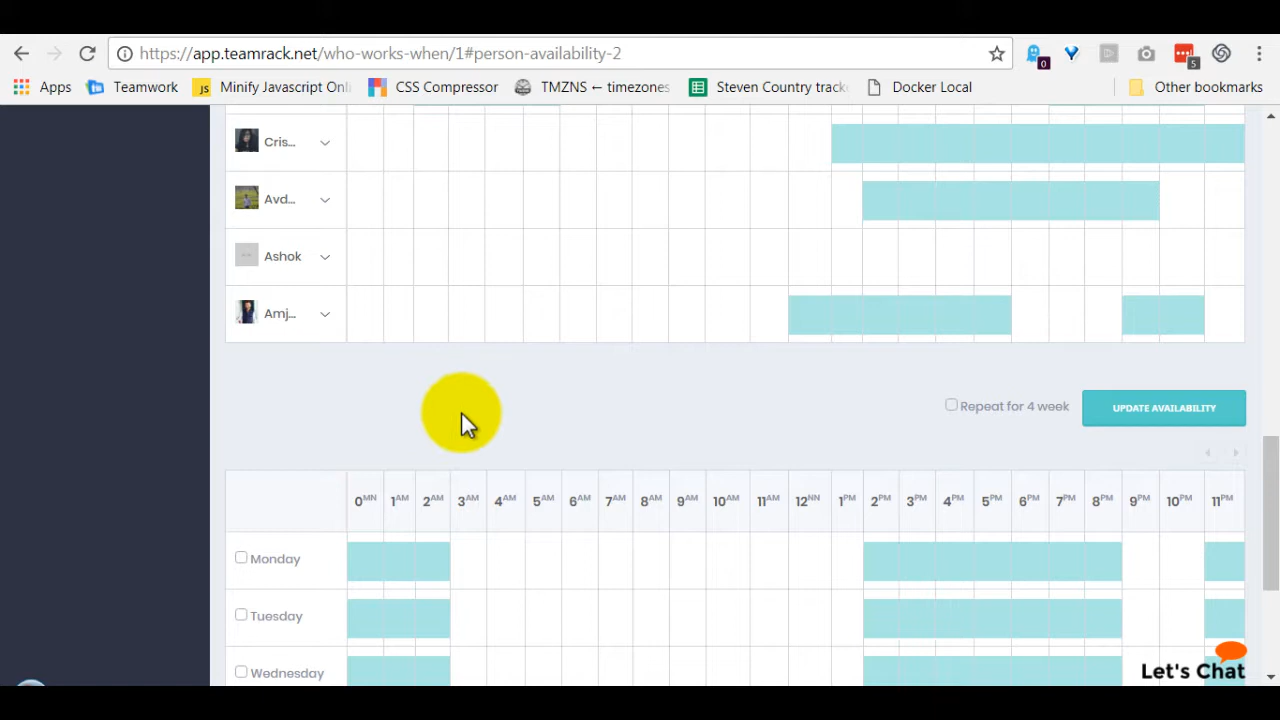 https://app.teamrack.net/who-works-when/1#person-availability-2
0
5
Apps Teamwork JS Minify Javascript Onl CSS Compressor TMZNS ← timezones Steven Country track Docker Local Other bookmarks
Cris...
Avd...
Ashok
Amj...
Repeat for 4 week UPDATE AVAILABILITY
0MN 1AM 2AM 3AM 4AM 5AM 6AM 7AM 8AM 9AM 10AM 11AM 12NN 1PM 2PM 3PM 4PM 5PM 6PM 7PM 8PM 9PM 10PM 11PM
Monday
Tuesday
Wednesday
Let's Chat